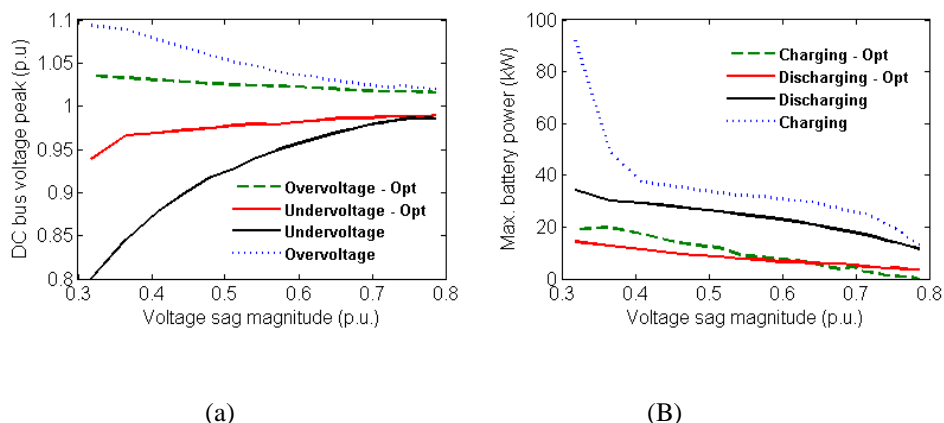 DC bus voltage peak (p.u)
1.1
1.05
1
0.95
0.9
0.85
0.8
Overvoltage - Opt
Undervoltage - Opt
Undervoltage
Overvoltage
0.3 0.4 0.5 0.6 0.7 0.8
Voltage sag magnitude (p.u.)
(a)
Max. battery power (kW)
100
80
60
40
20
0
Charging - Opt
Discharging - Opt
Discharging
Charging
0.3 0.4 0.5 0.6 0.7 0.8
Voltage sag magnitude (p.u.)
(B)